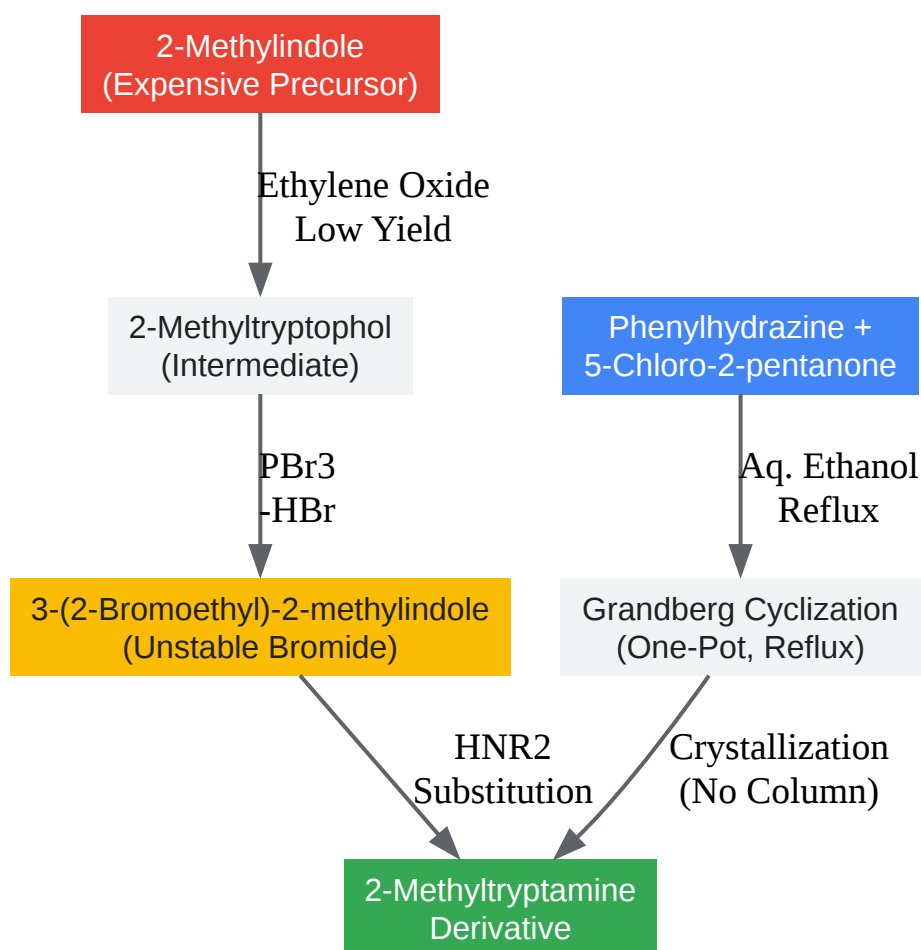 2-Methylindole
(Expensive Precursor)
Ethylene Oxide
Low Yield
2-Methyltryptophol
(Intermediate)
Phenylhydrazine +
5-Chloro-2-pentanone
PBr3
-HBr
Aq. Ethanol
Reflux
3-(2-Bromoethyl)-2-methylindole
(Unstable Bromide)
Grandberg Cyclization
(One-Pot, Reflux)
HNR2
Substitution
Crystallization
(No Column)
2-Methyltryptamine
Derivative